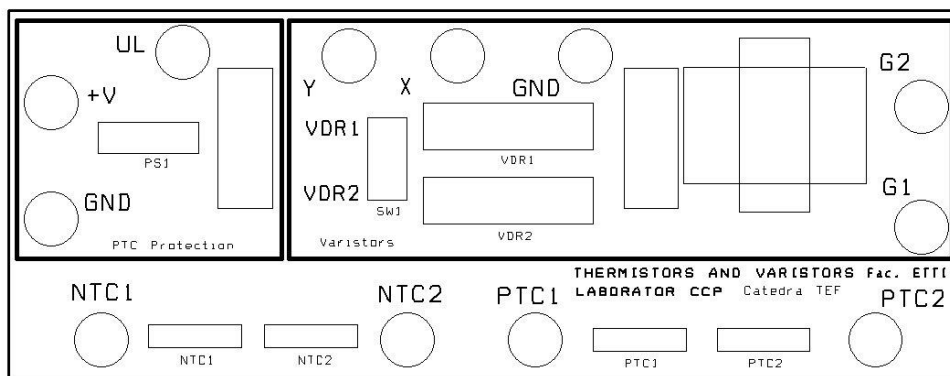 UL
+V
PS1
GND
PTC Protection
Y
X
GND
G2
VDR1
VDR1
VDR2
SW1
VDR2
G1
Varistors
THERMISTORS AND VARISTORS Fac. ETTI
LABORATOR CCP Catedra TEF
NTC1
NTC2
PTC1
PTC2
NTC1
NTC2
PTC1
PTC2